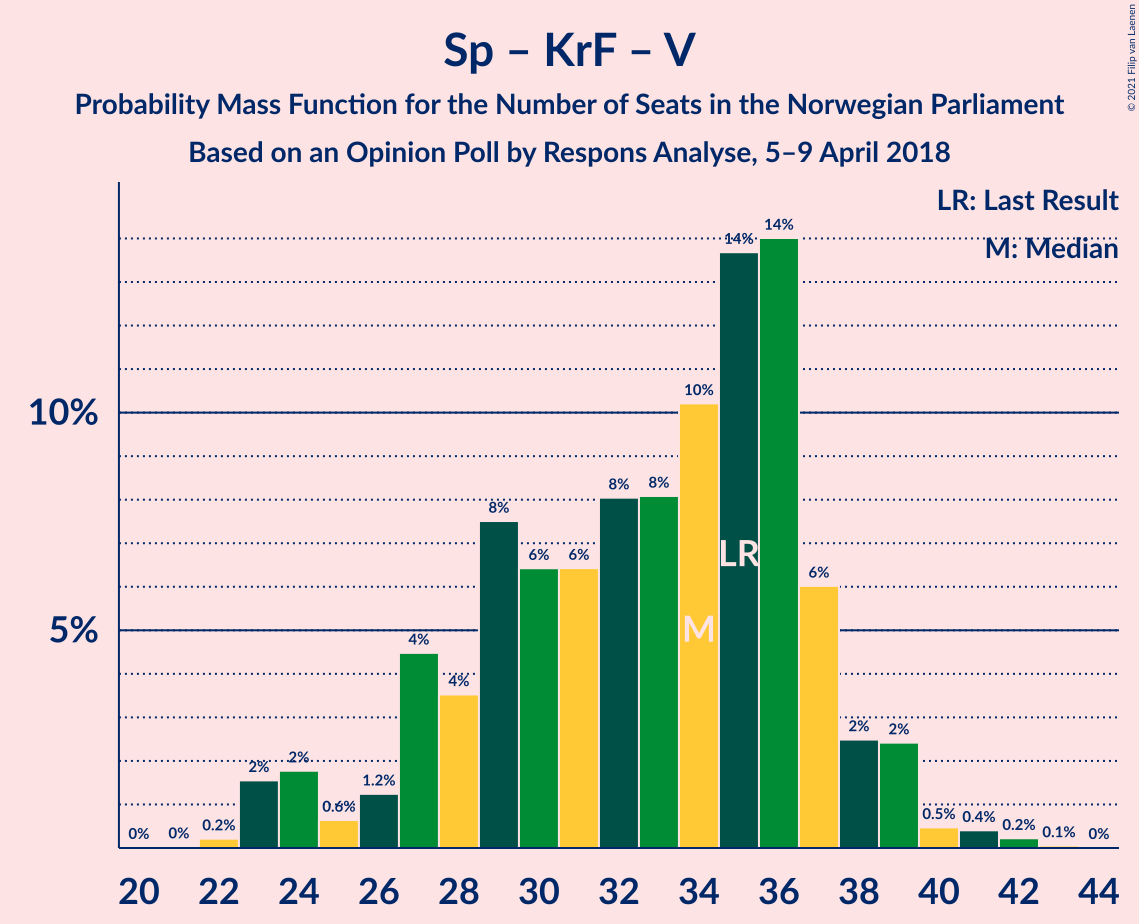 © 2021 Filip van Laenen
Sp – KrF – V
Probability Mass Function for the Number of Seats in the Norwegian Parliament
Based on an Opinion Poll by Respons Analyse, 5–9 April 2018
LR: Last Result
M: Median
10%
5%
0% 0% 0.2% 2% 2% 0.6% 1.2% 4% 4% 8% 6% 6% 8% 8% 10% 14% 14% 6% 2% 2% 0.5% 0.4% 0.2% 0.1% 0%
LR
M
20 22 24 26 28 30 32 34 36 38 40 42 44